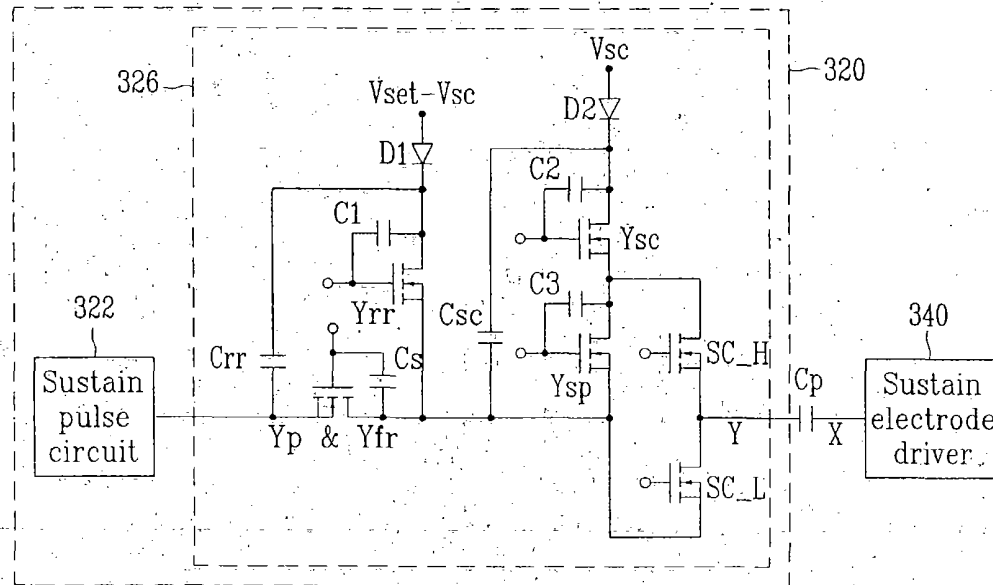 Vsc
326
320
Vset-Vsc
D2
D1
C2
C1
Ysc
C3
322
Yrr
Csc
340
Crr
Cs
SC_H
Sustain
pulse
circuit
Ysp
Cp
Sustain
electrode
driver
Yp & Yfr
Y
X
SC_L